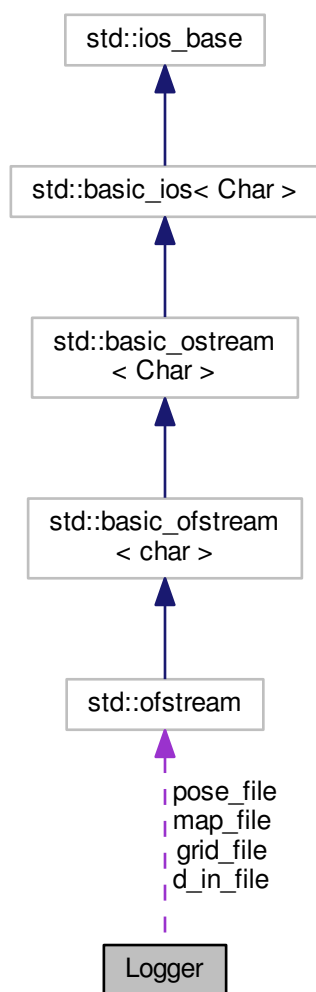 std::ios_base
std::basic_ios< Char >
std::basic_ostream
< Char >
std::basic_ofstream
< char >
std::ofstream
pose_file
map_file
grid_file
d_in_file
Logger